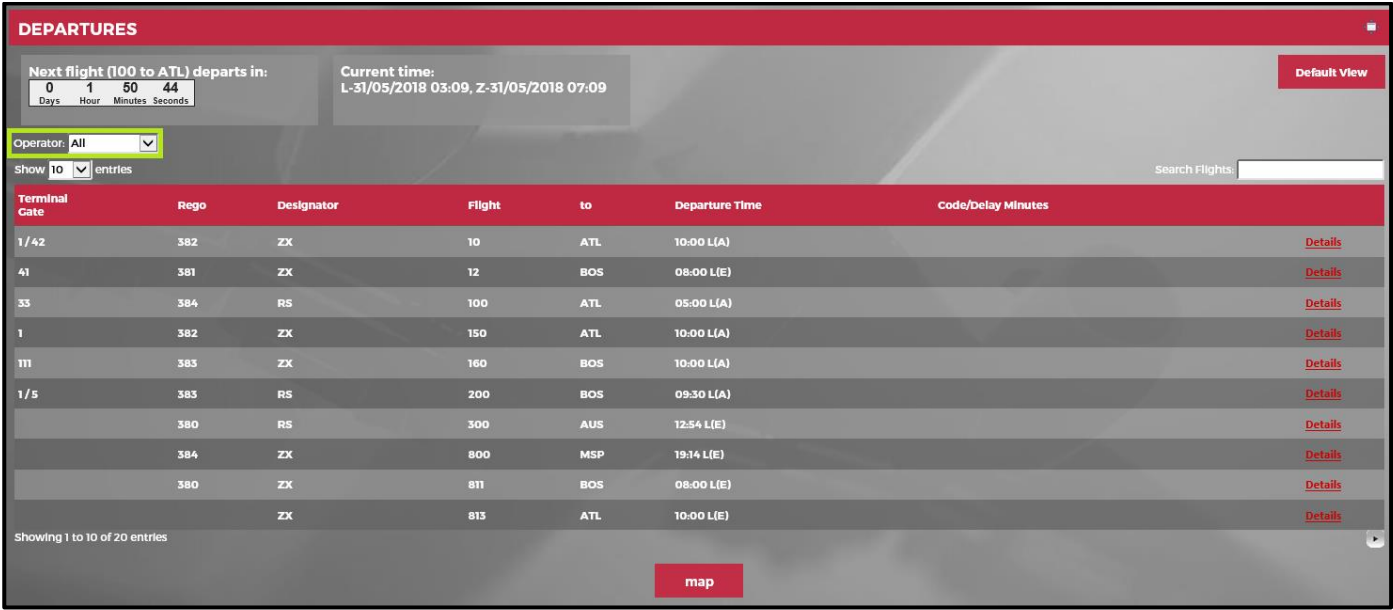 DEPARTURES
Next flight (100 to ATL) departs in:
0 1 50 44
Days Hour Minutes Seconds
Current time:
L-31/05/2018 03:09, Z-31/05/2018 07:09
Default View
Operator: All
Show 10 entries
Search Flights:
Terminal Gate Rego Designator Flight to Departure Time Code/Delay Minutes
1/42 382 ZX 10 ATL 10:00 L(A) Details
41 381 ZX 12 BOS 08:00 L(E) Details
33 384 RS 100 ATL 05:00 L(A) Details
1 382 ZX 150 ATL 10:00 L(A) Details
111 383 ZX 160 BOS 10:00 L(A) Details
1/5 383 RS 200 BOS 09:30 L(A) Details
380 RS 300 AUS 12:54 L(E) Details
384 ZX 800 MSP 19:14 L(E) Details
380 ZX 811 BOS 08:00 L(E) Details
ZX 813 ATL 10:00 L(E) Details
Showing 1 to 10 of 20 entries
map